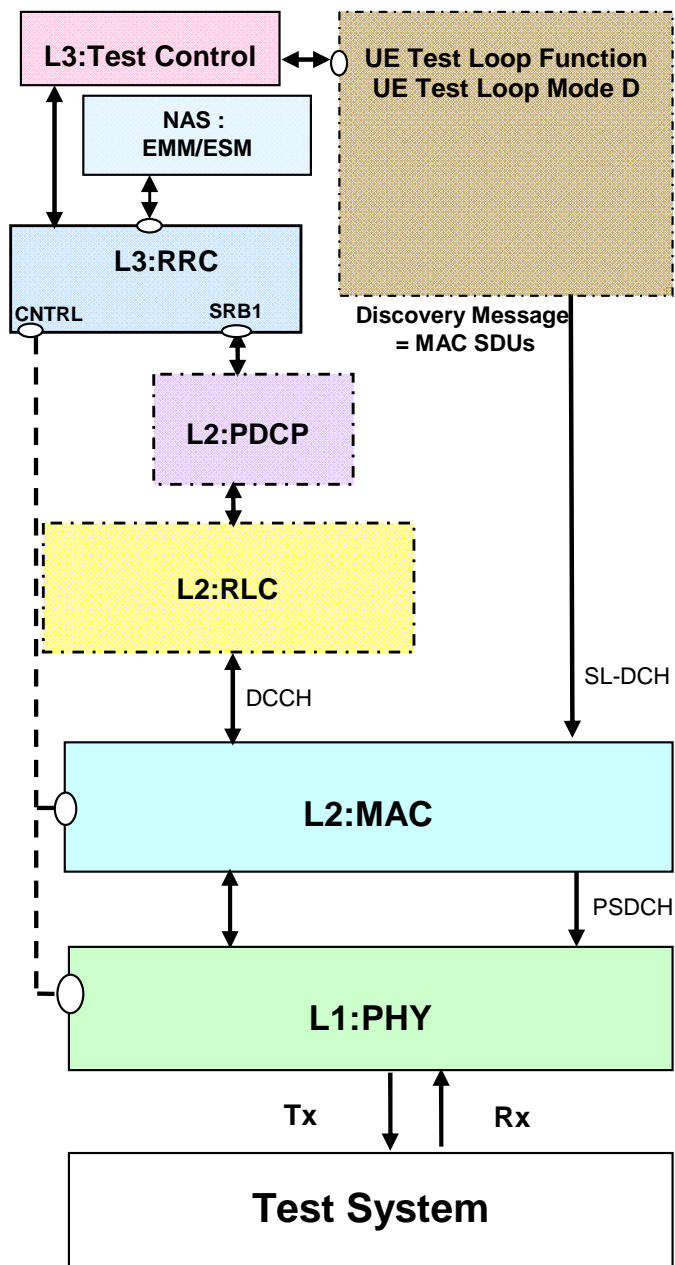 L3:Test Control
UE Test Loop Function
UE Test Loop Mode D
NAS :
EMM/ESM
L3:RRC
CNTRL
SRB1
Discovery Message
= MAC SDUs
L2:PDCP
L2:RLC
DCCH
SL-DCH
L2:MAC
PSDCH
L1:PHY
Tx
Rx
Test System